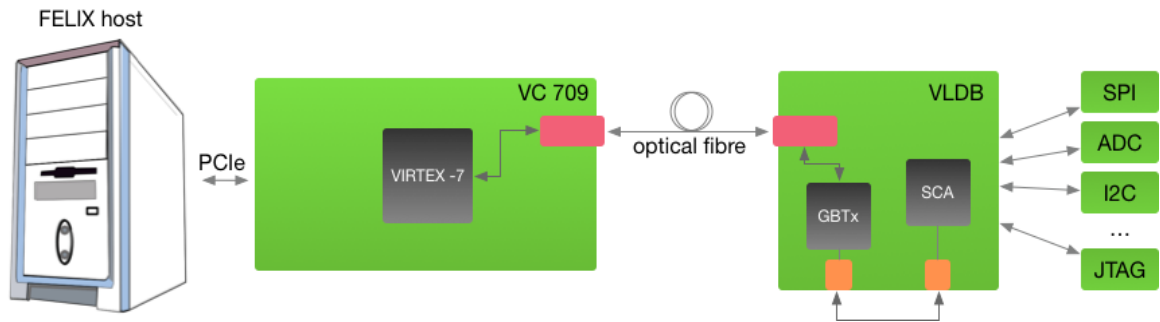 FELIX host
PCIe
VC 709
VIRTEX -7
optical fibre
VLDB
GBTx
SCA
SPI
ADC
I2C
...
JTAG